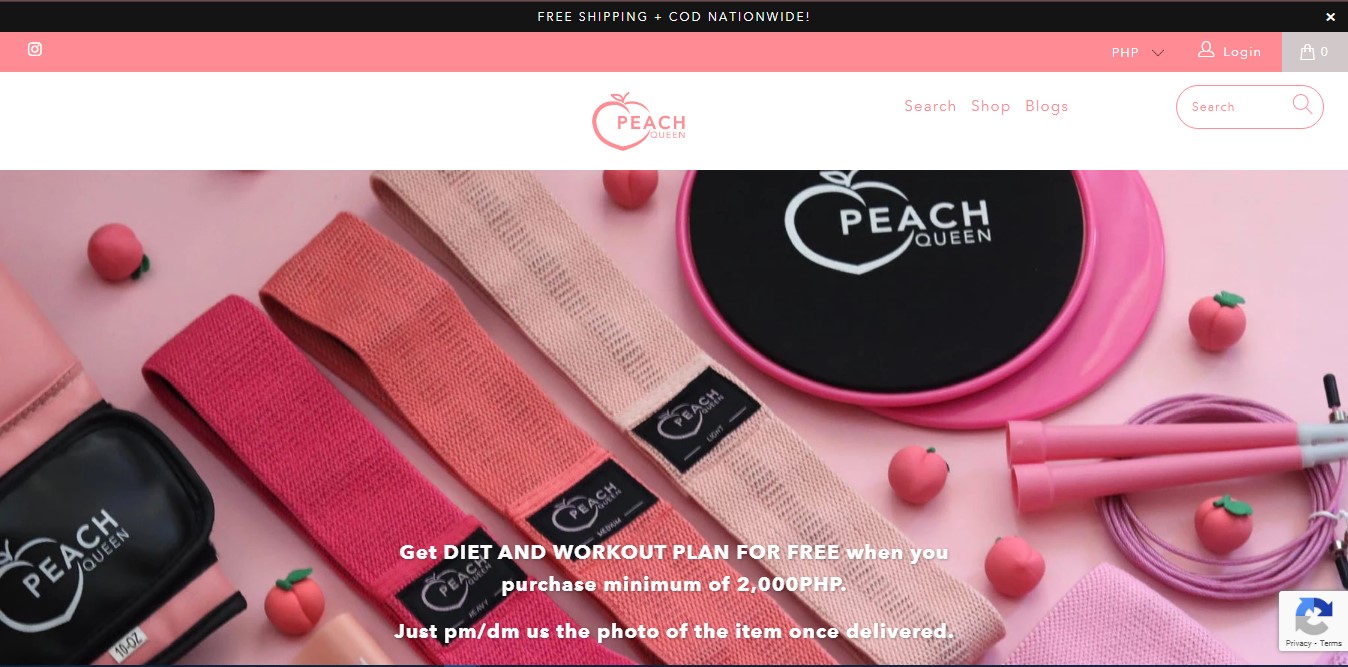 FREE SHIPPING + COD NATIONWIDE!
PHP
Login
0
PEACH
QUEEN
Search Shop Blogs
Search
PEACH
QUEEN
PEACH
QUEEN
LIGHT
PEACH
QUEEN
MEDIUM
PEACH
QUEEN
HEAVY
PEACH
QUEEN
10-OZ
Get DIET AND WORKOUT PLAN FOR FREE when you
purchase minimum of 2,000PHP.
Just pm/dm us the photo of the item once delivered.
Privacy - Terms